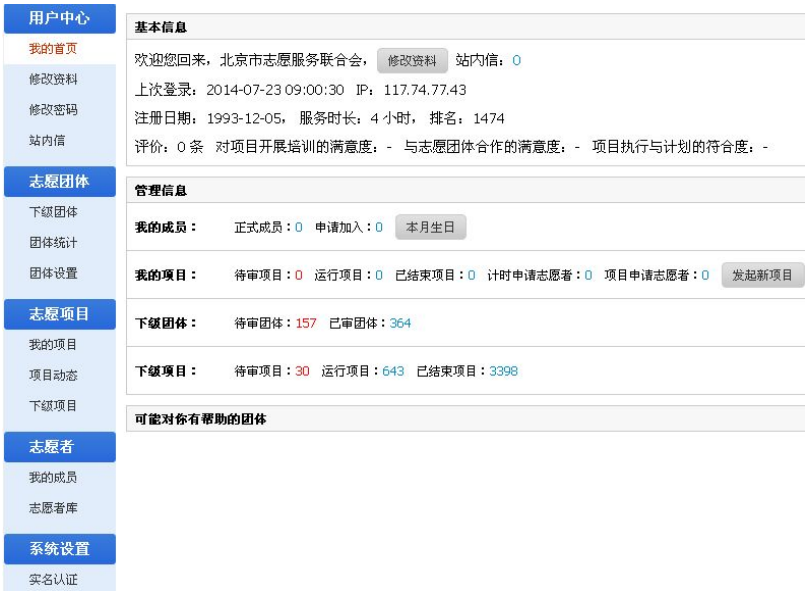 用户中心
我的首页
修改资料
修改密码
站内信
志愿团体
下级团体
团体统计
团体设置
志愿项目
我的项目
项目动态
下级项目
志愿者
我的成员
志愿者库
系统设置
实名认证
基本信息
欢迎您回来，北京市志愿服务联合会， 修改资料 站内信：0
上次登录：2014-07-23 09:00:30 IP：117.74.77.43
注册日期：1993-12-05， 服务时长：4 小时， 排名：1474
评价：0 条 对项目开展培训的满意度：- 与志愿团体合作的满意度：- 项目执行与计划的符合度：-
管理信息
我的成员： 正式成员：0 申请加入：0 本月生日
我的项目： 待审项目：0 运行项目：0 已结束项目：0 计时申请志愿者：0 项目申请志愿者：0 发起新项目
下级团体： 待审团体：157 已审团体：364
下级项目： 待审项目：30 运行项目：643 已结束项目：3398
可能对你有帮助的团体